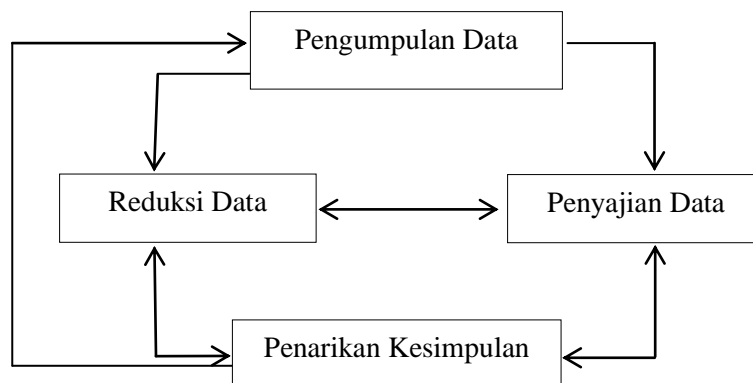 Pengumpulan Data
Reduksi Data
Penyajian Data
Penarikan Kesimpulan